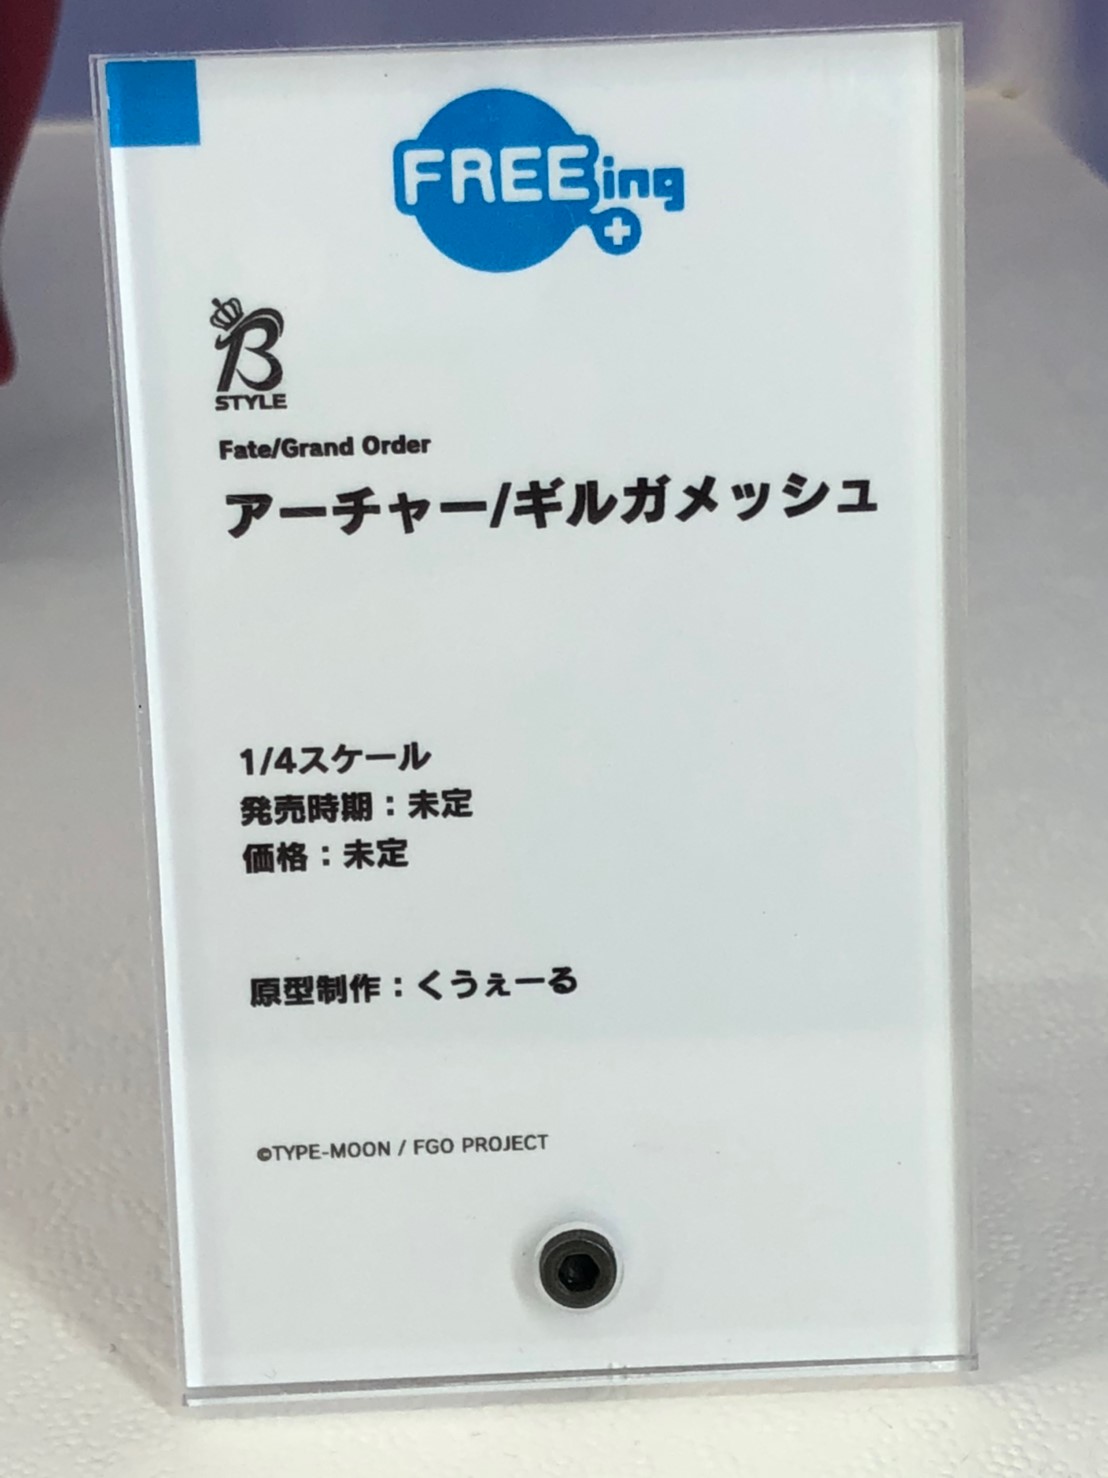 FREEing
B
STYLE
Fate/Grand Order
アーチャー/ギルガメッシュ
1/4スケール
発売時期：未定
価格：未定
原型制作：くうぇーる
©TYPE-MOON / FGO PROJECT